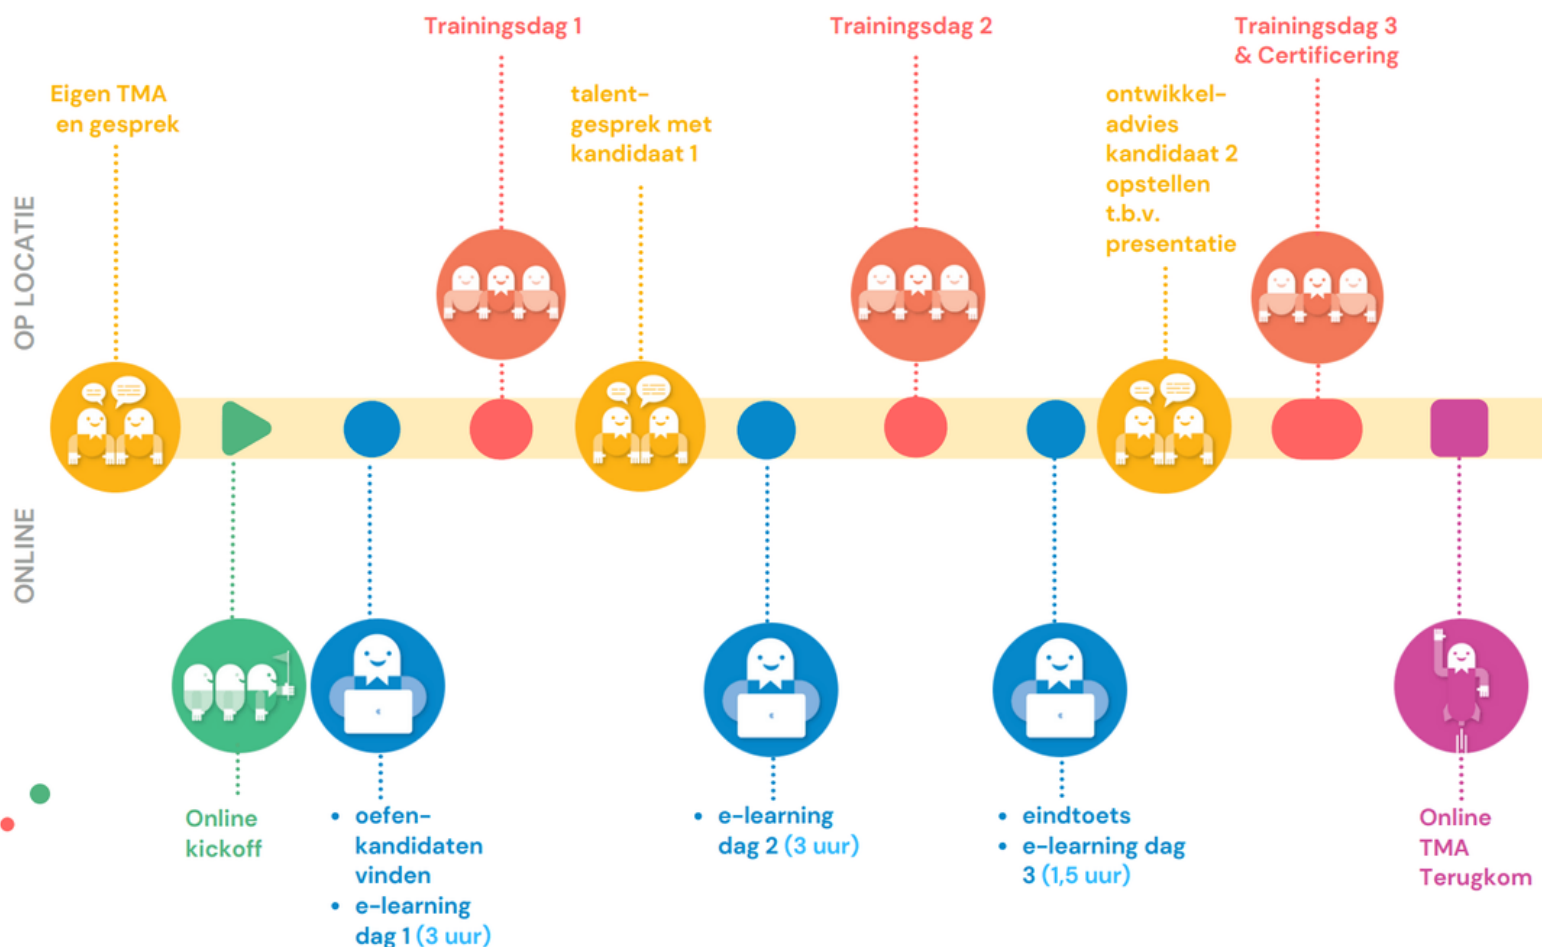 Trainingsdag 1
Trainingsdag 2
Trainingsdag 3
& Certificering
Eigen TMA
en gesprek
talent-
gesprek met
kandidaat 1
ontwikkel-
advies
kandidaat 2
opstellen
t.b.v.
presentatie
OP LOCATIE
ONLINE
Online
kickoff
• oefen-
kandidaten
vinden
• e-learning
dag 1 (3 uur)
• e-learning
dag 2 (3 uur)
• eindtoets
• e-learning dag
3 (1,5 uur)
Online
TMA
Terugkom